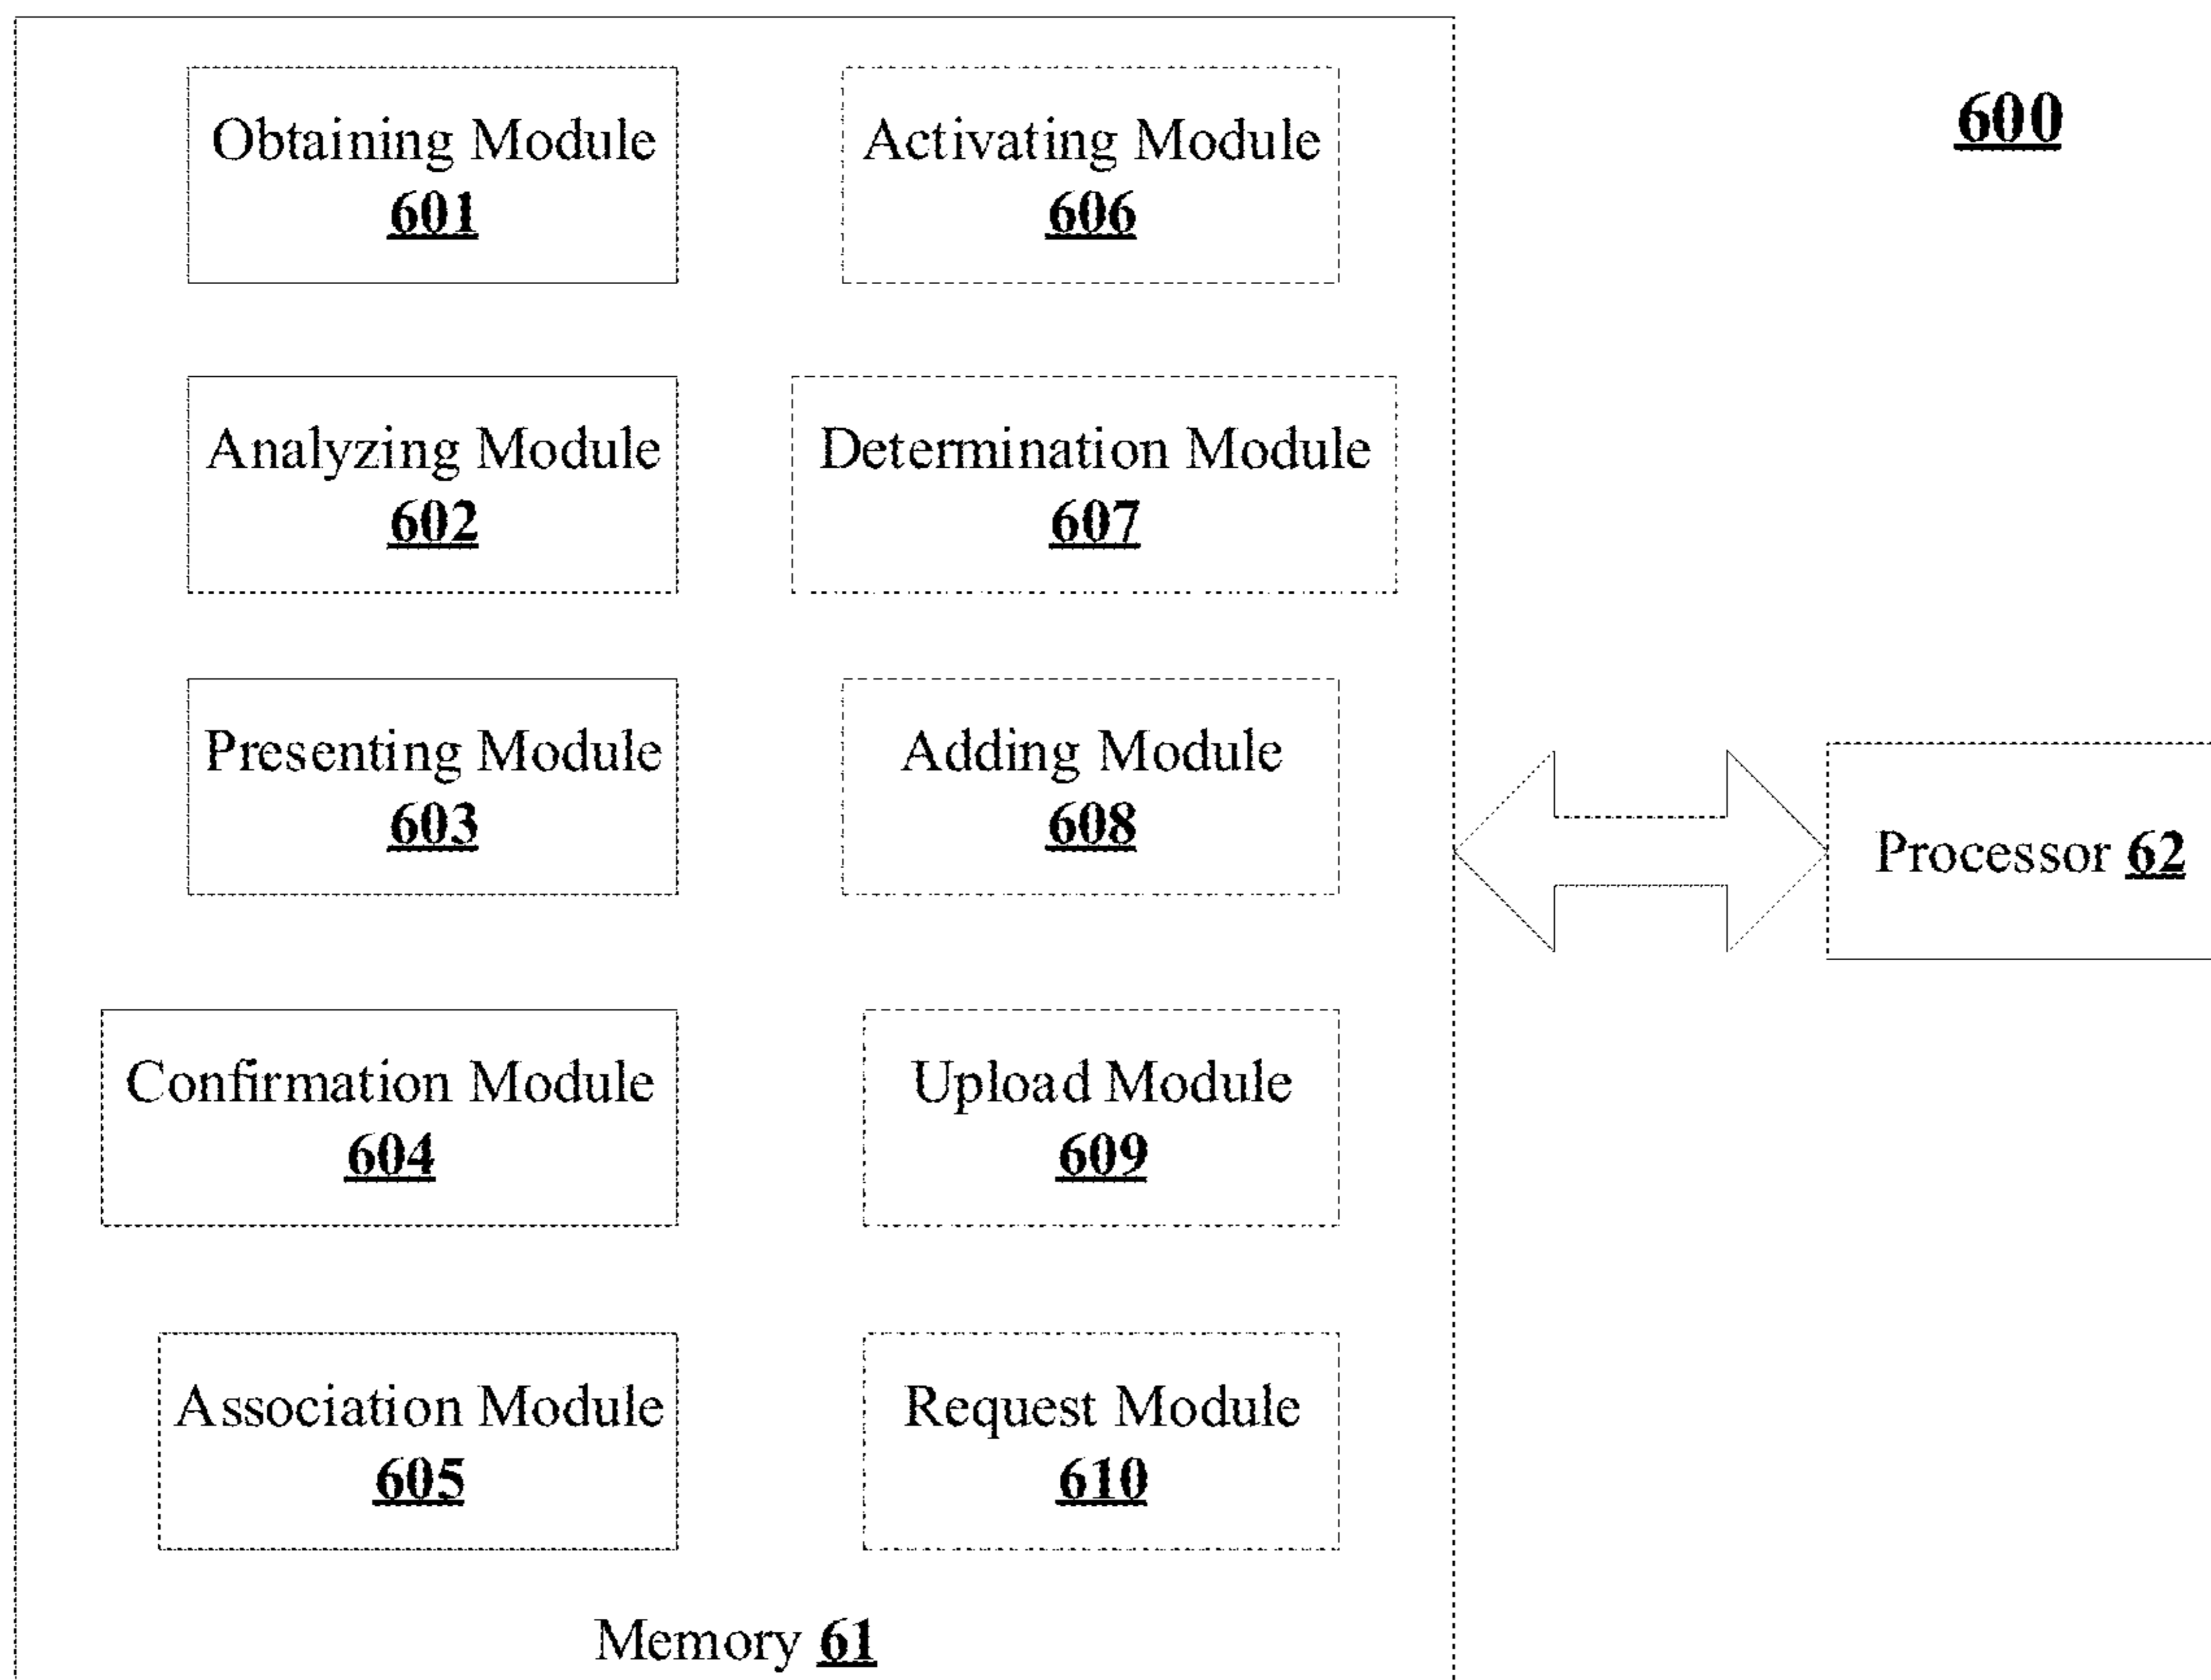 600
Obtaining Module
601
Activating Module
606
Analyzing Module
602
Determination Module
607
Presenting Module
603
Adding Module
608
Processor 62
Confirmation Module
604
Upload Module
609
Association Module
605
Request Module
610
Memory 61